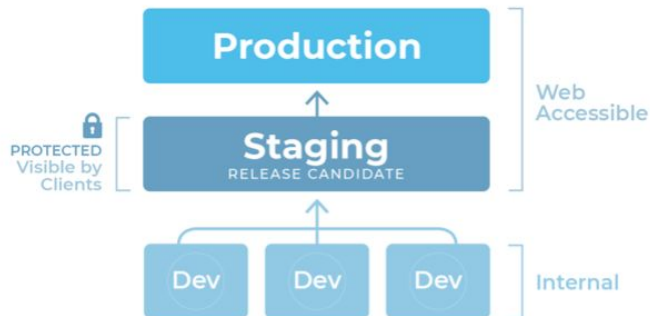 Production
Web
Accessible
PROTECTED
Visible by
Clients
Staging
RELEASE CANDIDATE
Dev
Dev
Dev
Internal